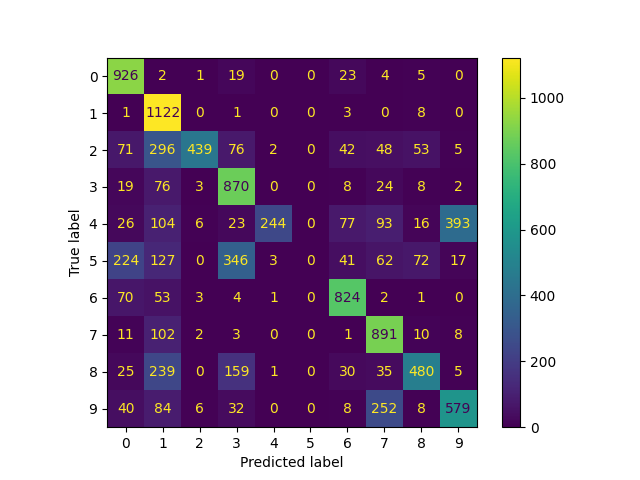 0 926 2 1 19 0 0 23 4 5 0
1 1 1122 0 1 0 0 3 0 8 0
2 71 296 439 76 2 0 42 48 53 5
3 19 76 3 870 0 0 8 24 8 2
4 26 104 6 23 244 0 77 93 16 393
5 224 127 0 346 3 0 41 62 72 17
6 70 53 3 4 1 0 824 2 1 0
7 11 102 2 3 0 0 1 891 10 8
8 25 239 0 159 1 0 30 35 480 5
9 40 84 6 32 0 0 8 252 8 579
0 1 2 3 4 5 6 7 8 9
Predicted label
True label
1000
800
600
400
200
0